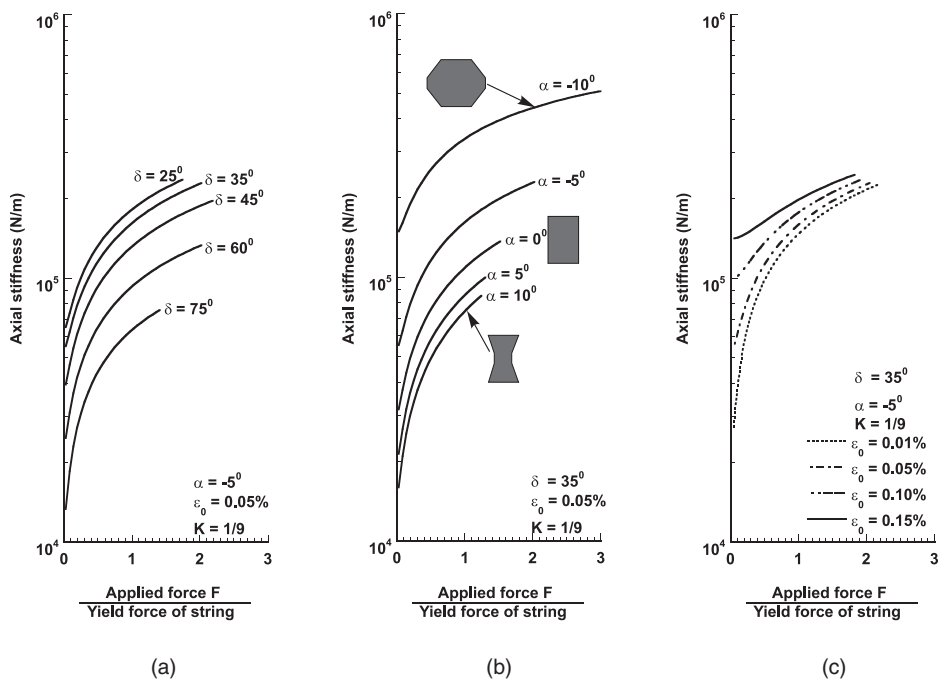 10⁶
10⁵
10⁴
Axial stiffness (N/m)
δ = 25⁰
δ = 35⁰
δ = 45⁰
δ = 60⁰
δ = 75⁰
α = -5⁰
ε₀ = 0.05%
K = 1/9
0 1 2 3
Applied force F
Yield force of string
(a)
10⁶
10⁵
10⁴
Axial stiffness (N/m)
α = -10⁰
α = -5⁰
α = 0⁰
α = 5⁰
α = 10⁰
δ = 35⁰
ε₀ = 0.05%
K = 1/9
0 1 2 3
Applied force F
Yield force of string
(b)
10⁶
10⁵
10⁴
Axial stiffness (N/m)
δ = 35⁰
α = -5⁰
K = 1/9
ε₀ = 0.01%
ε₀ = 0.05%
ε₀ = 0.10%
ε₀ = 0.15%
0 1 2 3
Applied force F
Yield force of string
(c)